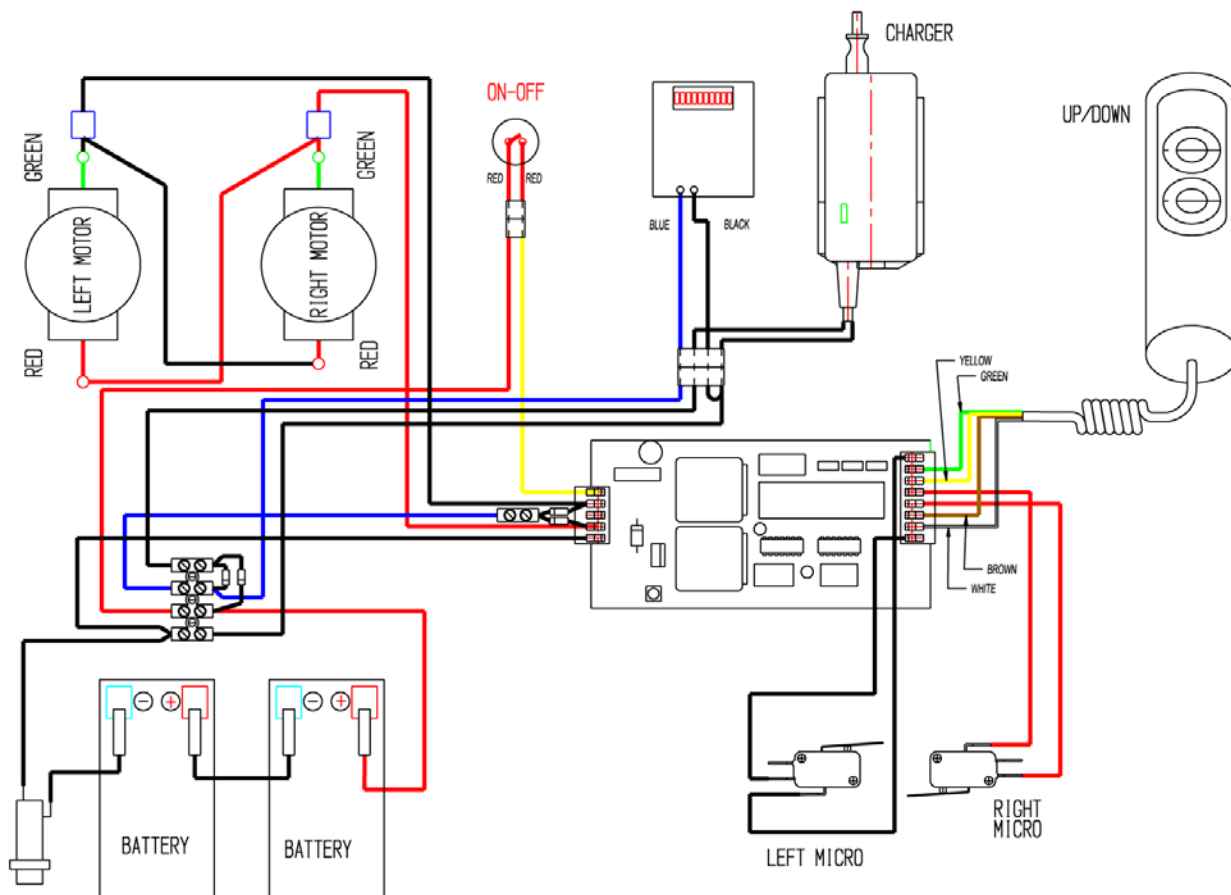 CHARGER
ON-OFF
UP/DOWN
GREEN
GREEN
RED
RED
LEFT MOTOR
RIGHT MOTOR
BLUE
BLACK
RED
RED
YELLOW
GREEN
BROWN
WHITE
- +
- +
BATTERY
BATTERY
LEFT MICRO
RIGHT
MICRO